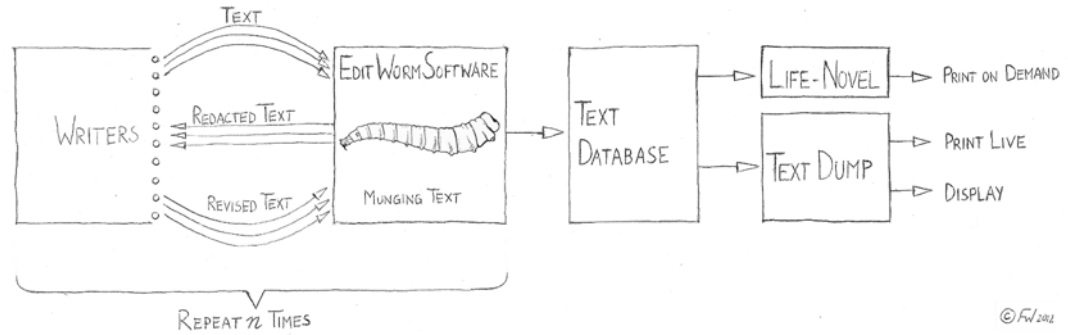 TEXT
WRITERS
REDACTED TEXT
REVISED TEXT
EDIT WORM SOFTWARE
MUNGING TEXT
REPEAT n TIMES
TEXT
DATABASE
LIFE-NOVEL
TEXT DUMP
PRINT ON DEMAND
PRINT LIVE
DISPLAY
© FW 2012